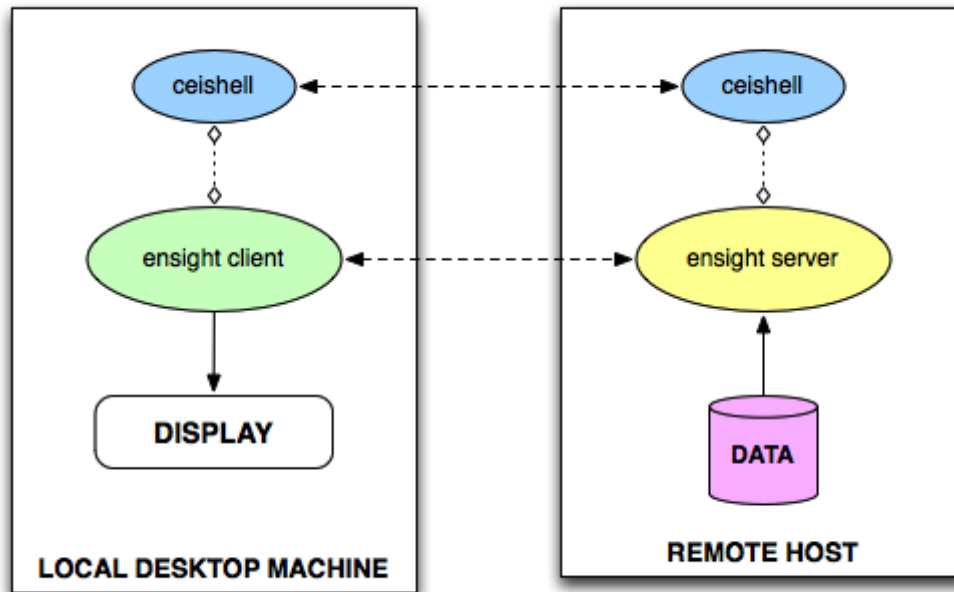 ceishell
ensight client
DISPLAY
LOCAL DESKTOP MACHINE
ceishell
ensight server
DATA
REMOTE HOST